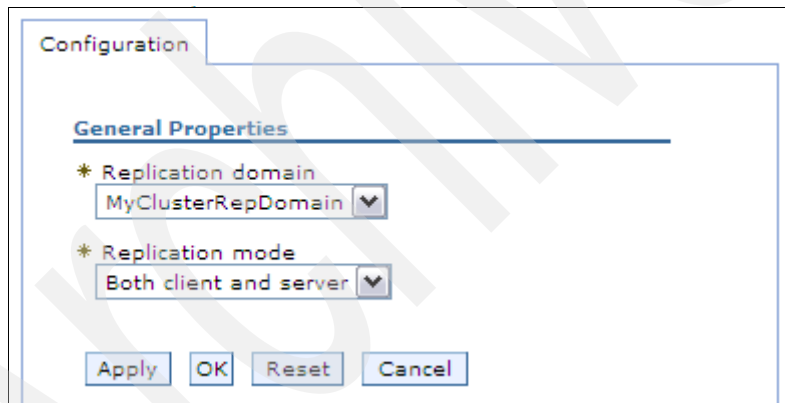 Configuration
General Properties
* Replication domain
MyClusterRepDomain
* Replication mode
Both client and server
Apply OK Reset Cancel